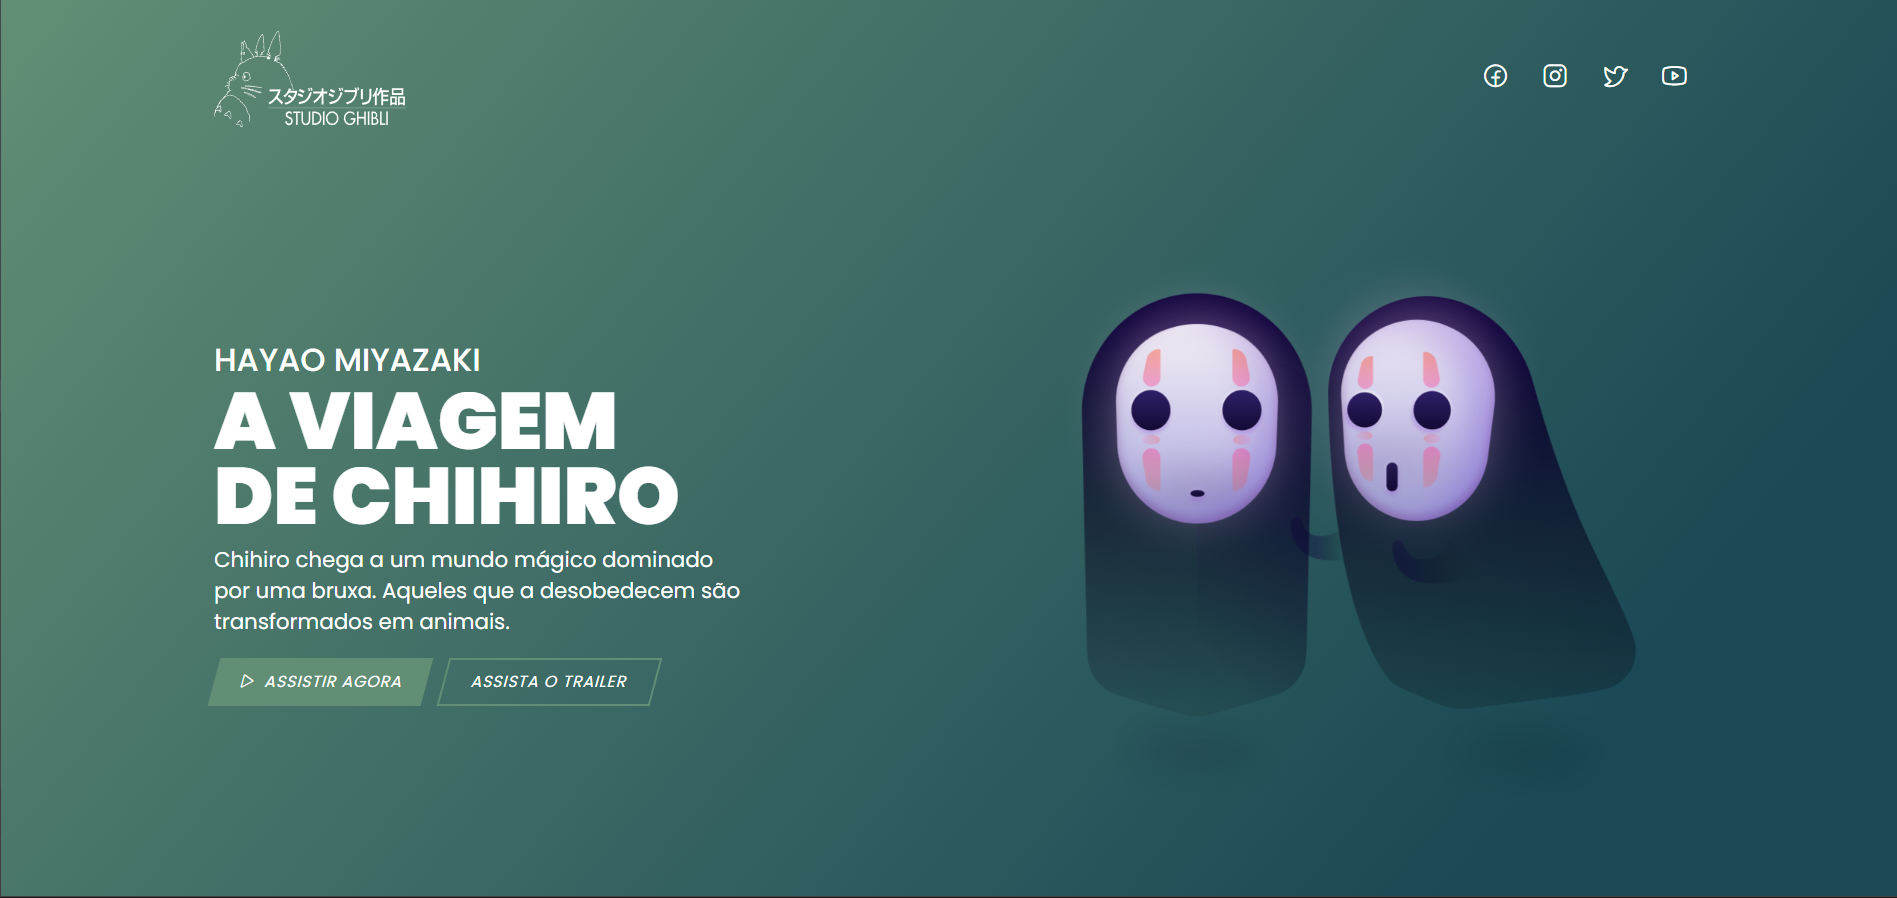 スタジオジブリ作品
STUDIO GHIBLI
HAYAO MIYAZAKI
A VIAGEM
DE CHIHIRO
Chihiro chega a um mundo mágico dominado
por uma bruxa. Aqueles que a desobedecem são
transformados em animais.
ASSISTIR AGORA
ASSISTA O TRAILER